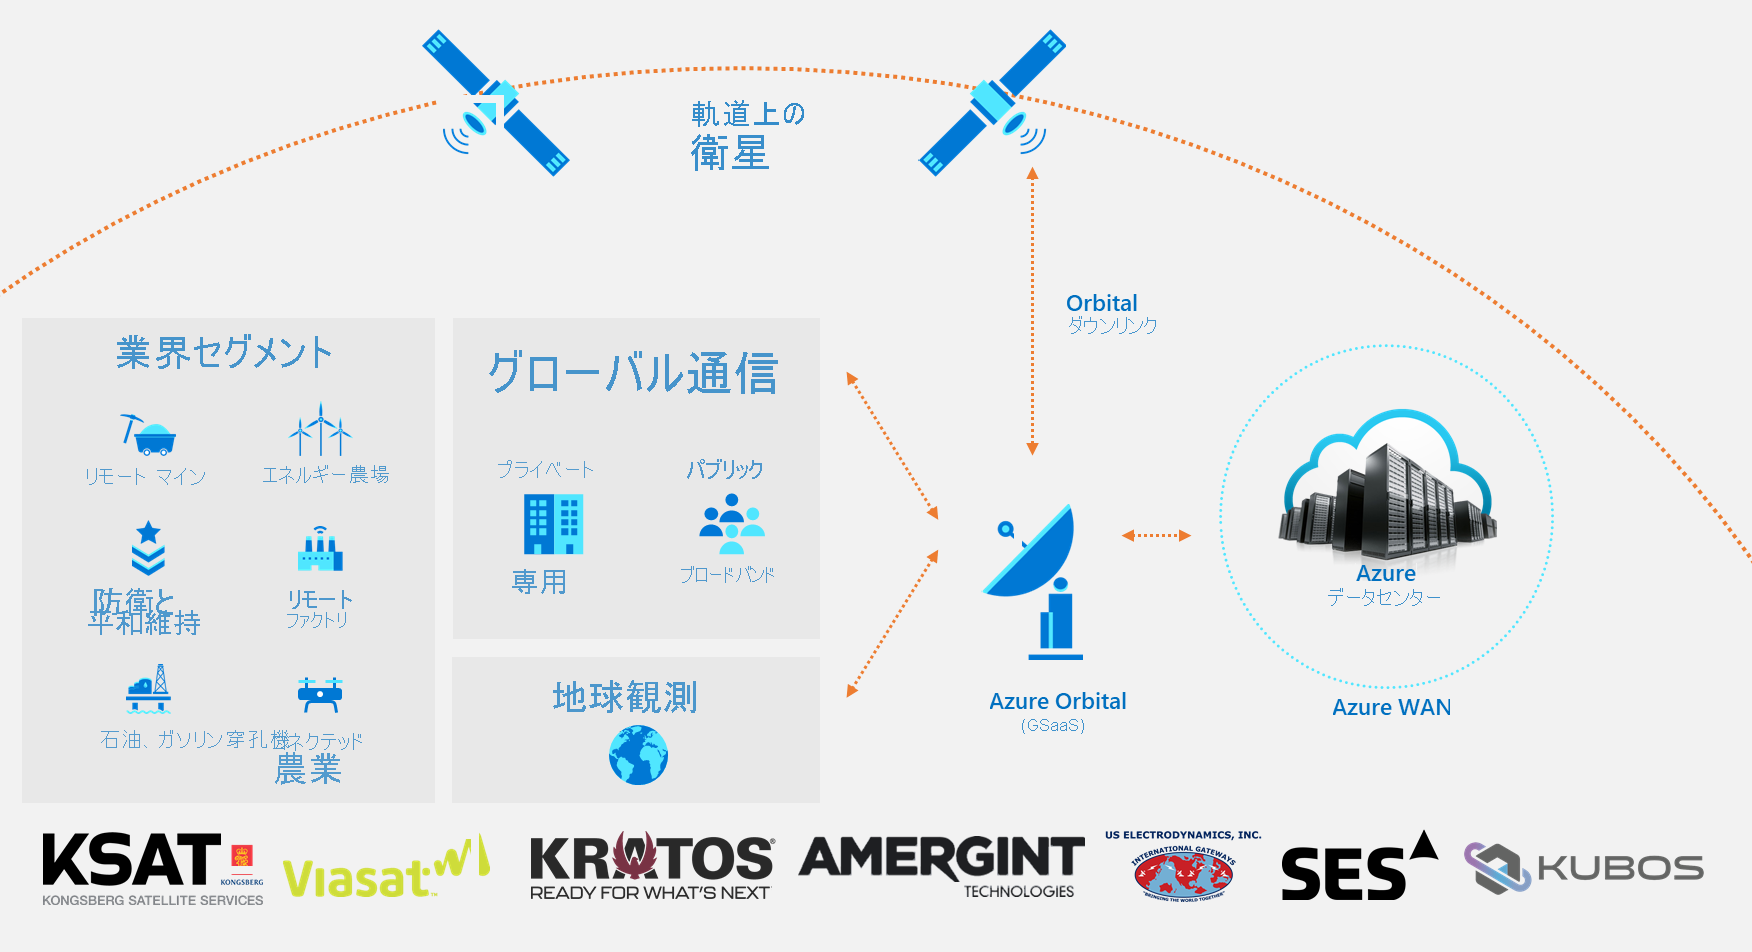 軌道上の
衛星
Orbital
ダウンリンク
業界セグメント
リモート マイン
エネルギー農場
防衛と
平和維持
リモート
ファクトリ
石油、ガソリン穿孔機
コネクテッド
農業
グローバル通信
プライベート
専用
パブリック
ブロードバンド
地球観測
Azure Orbital
(GSaaS)
Azure
データセンター
Azure WAN
KSAT
KONGSBERG
KONGSBERG SATELLITE SERVICES
Viasat™
KRATOS®
READY FOR WHAT'S NEXT
AMERGINT
TECHNOLOGIES
US ELECTRODYNAMICS, INC.
INTERNATIONAL GATEWAYS
"BRINGING THE WORLD TOGETHER"
SES
KUBOS